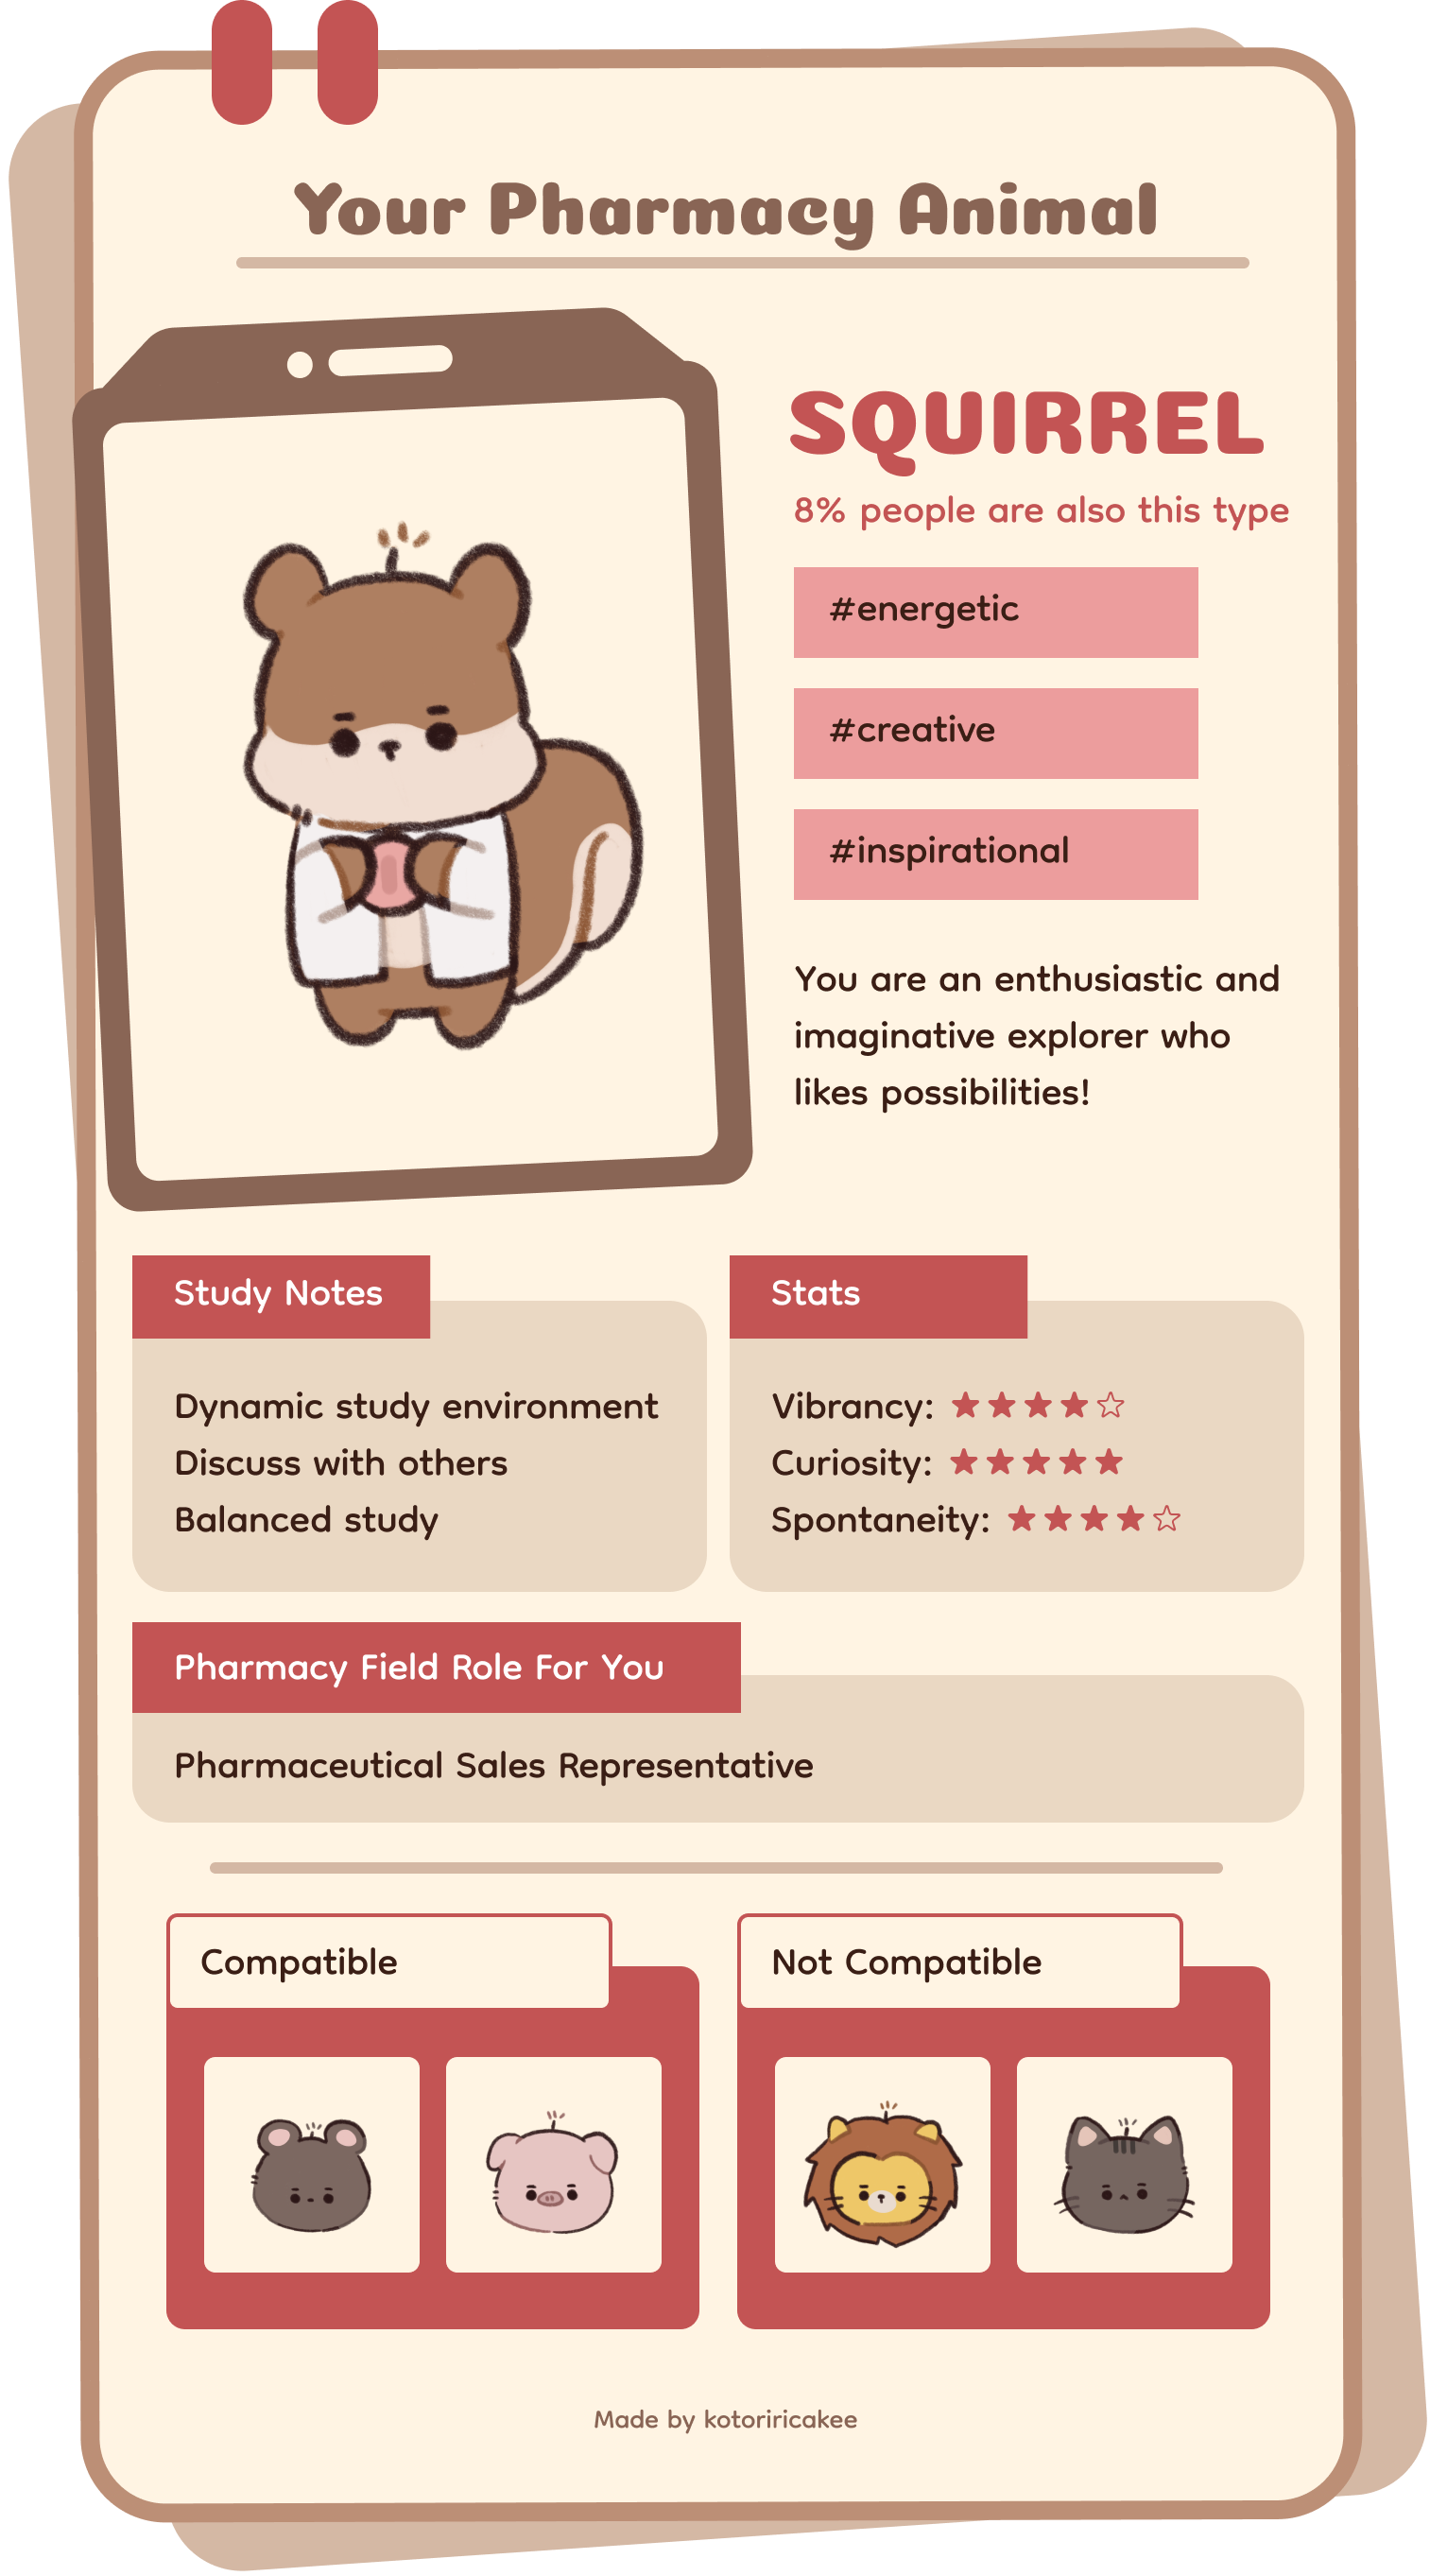 Your Pharmacy Animal
SQUIRREL
8% people are also this type
#energetic
#creative
#inspirational
You are an enthusiastic and
imaginative explorer who
likes possibilities!
Study Notes
Dynamic study environment
Discuss with others
Balanced study
Stats
Vibrancy: ★★★★☆
Curiosity: ★★★★★
Spontaneity: ★★★★☆
Pharmacy Field Role For You
Pharmaceutical Sales Representative
Compatible
Not Compatible
Made by kotoriricakee